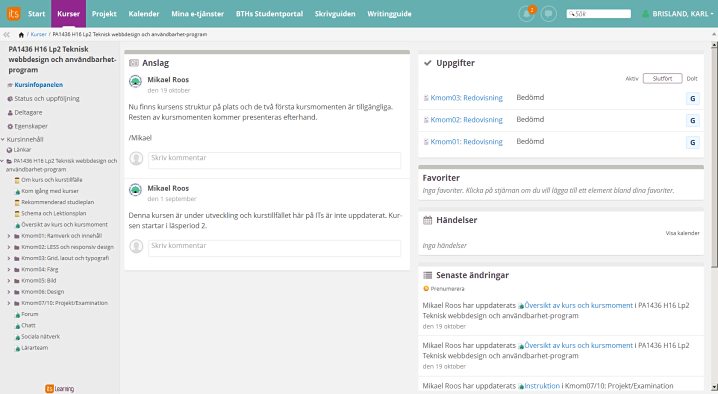 its Start Kurser Projekt Kalender Mina e-tjänster BTHs Studentportal Skrivguiden Writingguide 2 Sök BRISLAND, KARL
/ Kurser / PA1436 H16 Lp2 Teknisk webbdesign och användbarhet-program
PA1436 H16 Lp2 Teknisk
webbdesign och användbarhet-
program
Kursinfopanelen
Status och uppföljning
Deltagare
Egenskaper
Kursinnehåll
Länkar
PA1436 H16 Lp2 Teknisk webbdesign och
användbarhet-program
Om kurs och kurstillfälle
Kom igång med kurser
Rekommenderad studieplan
Schema och Lektionsplan
Översikt av kurs och kursmoment
Kmom01: Ramverk och innehåll
Kmom02: LESS och responsiv design
Kmom03: Grid, laout och typografi
Kmom04: Färg
Kmom05: Bild
Kmom06: Design
Kmom07/10: Projekt/Examination
Forum
Chatt
Sociala nätverk
Lärarteam
its learning
Anslag
Mikael Roos
den 19 oktober
Nu finns kursens struktur på plats och de två första kursmomenten är tillgängliga.
Resten av kursmomenten kommer presenteras efterhand.
/Mikael
Skriv kommentar
Mikael Roos
den 1 september
Denna kursen är under utveckling och kurstillfället här på ITs är inte uppdaterat. Kur-
sen startar i läsperiod 2.
Skriv kommentar
Uppgifter
Aktiv Slutfört Dolt
Kmom03: Redovisning Bedömd G
Kmom02: Redovisning Bedömd G
Kmom01: Redovisning Bedömd G
Favoriter
Inga favoriter. Klicka på stjärnan om du vill lägga till ett element bland dina favoriter.
Händelser
Visa kalender
Inga händelser
Senaste ändringar
Prenumerera
Mikael Roos har uppdaterats Översikt av kurs och kursmoment i PA1436 H16 Lp2
Teknisk webbdesign och användbarhet-program
den 19 oktober
Mikael Roos har uppdaterats Översikt av kurs och kursmoment i PA1436 H16 Lp2
Teknisk webbdesign och användbarhet-program
den 19 oktober
Mikael Roos har uppdaterats Instruktion i Kmom07/10: Projekt/Examination